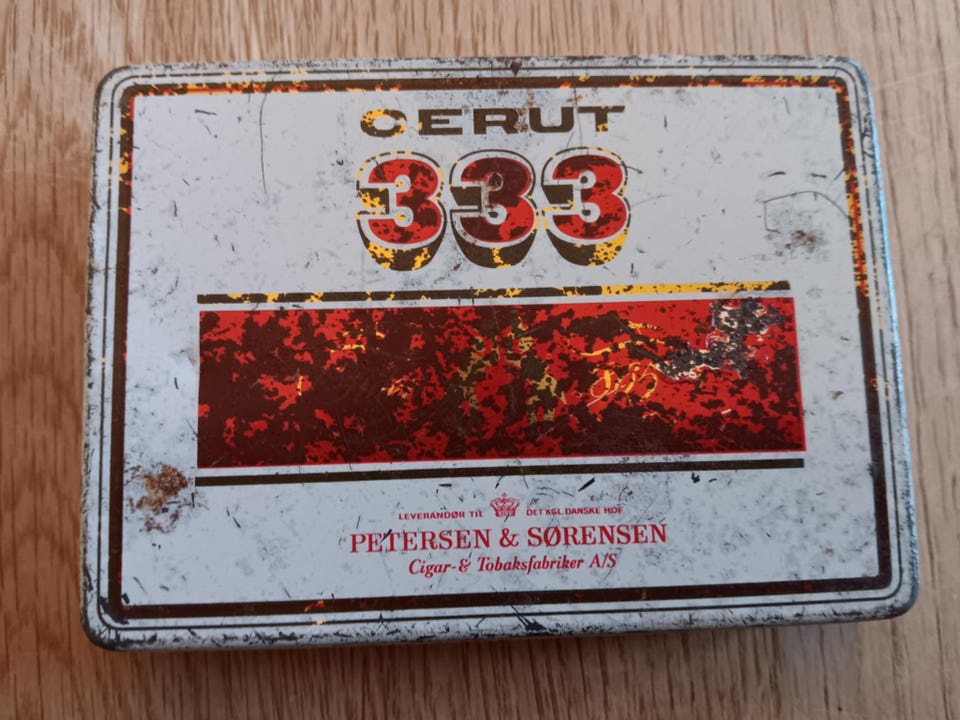 CERUT
333
LEVERANDØR TIL DET KGL. DANSKE HOF
PETERSEN & SØRENSEN
Cigar- & Tobaksfabriker A/S